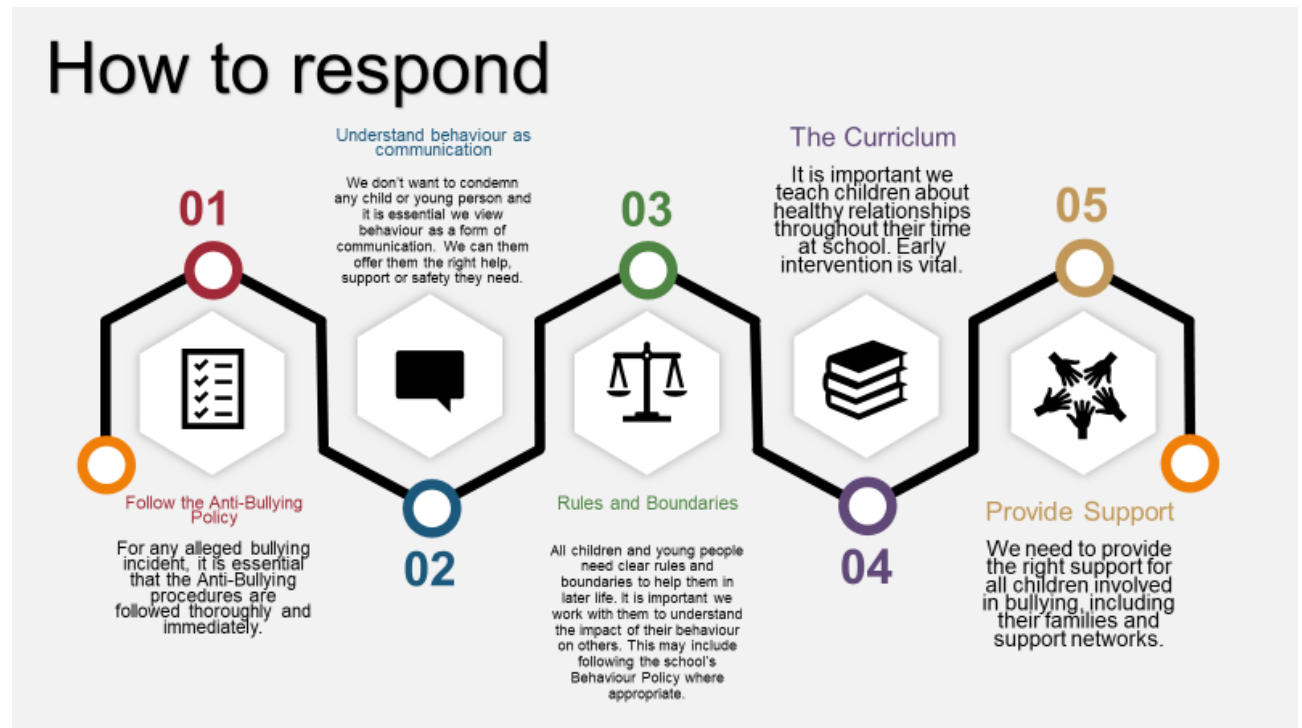 How to respond
01
Follow the Anti-Bullying
Policy
For any alleged bullying
incident, it is essential
that the Anti-Bullying
procedures are
followed thoroughly and
immediately.
Understand behaviour as
communication
We don't want to condemn
any child or young person and
it is essential we view
behaviour as a form of
communication. We can them
offer them the right help,
support or safety they need.
02
03
Rules and Boundaries
All children and young people
need clear rules and
boundaries to help them in
later life. It is important we
work with them to understand
the impact of their behaviour
on others. This may include
following the school's
Behaviour Policy where
appropriate.
The Curriclum
It is important we
teach children about
healthy relationships
throughout their time
at school. Early
intervention is vital.
04
05
Provide Support
We need to provide
the right support for
all children involved
in bullying, including
their families and
support networks.